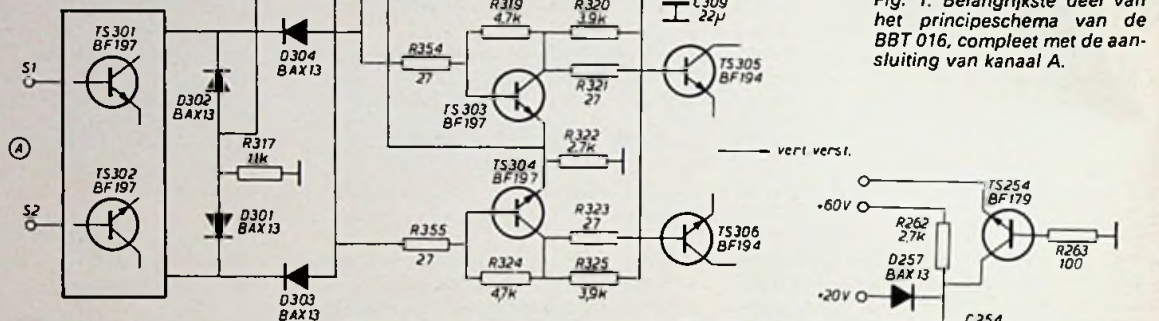 R319
4,7k
R320
3,9k
C309
22µ
Fig. 1. Belangrijkste deel van
het principeschema van de
BBT 016, compleet met de aan-
sluiting van kanaal A.
TS301
BF197
D304
BAX13
R354
27
TS305
BF194
S1
D302
BAX13
R321
27
TS303
BF197
A
R317
11k
R322
2,7k
vert verst.
TS302
BF197
TS304
BF197
TS254
BF179
+60V
S2
D301
BAX13
R323
27
R262
2,7k
TS306
BF194
R355
27
R263
100
D257
BAX13
R324
4,7k
R325
3,9k
+20V
D303
BAX13
C254